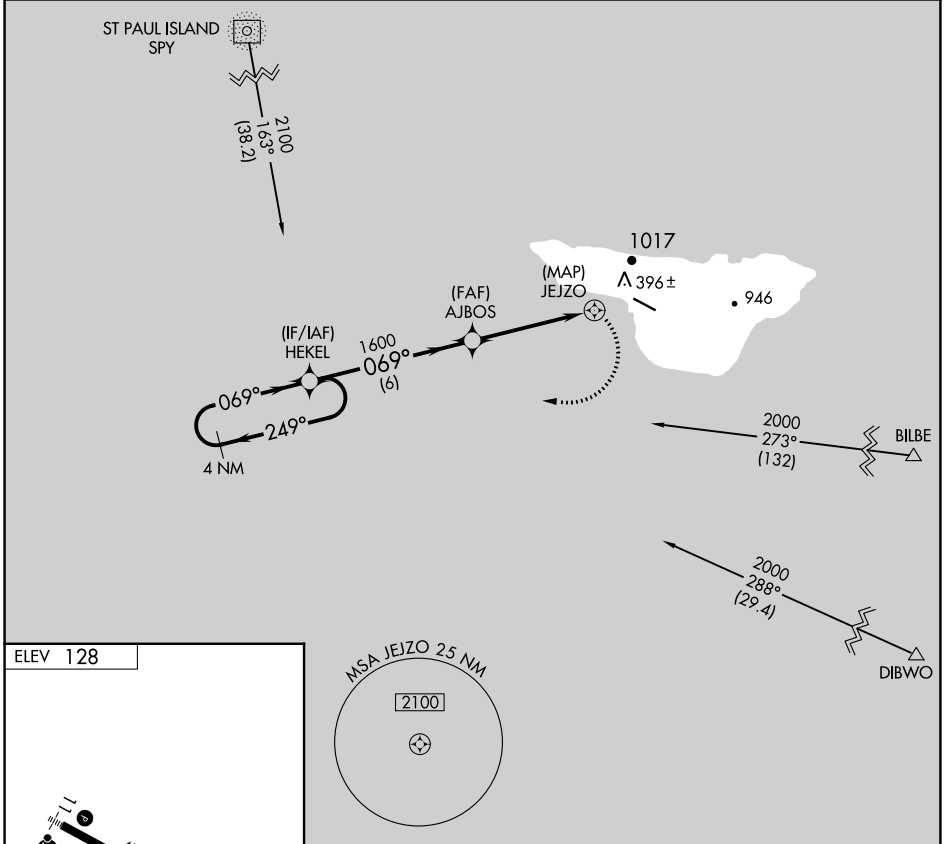 ST PAUL ISLAND
SPY
2100
163°
(38.2)
1017
396±
946
(MAP)
JEJZO
(FAF)
AJBOS
(IF/IAF)
HEKEL
1600
069°
(6)
069°
249°
4 NM
2000
273°
(132)
BILBE
2000
288°
(29.4)
DIBWO
ELEV 128
MSA JEJZO 25 NM
2100
11
P